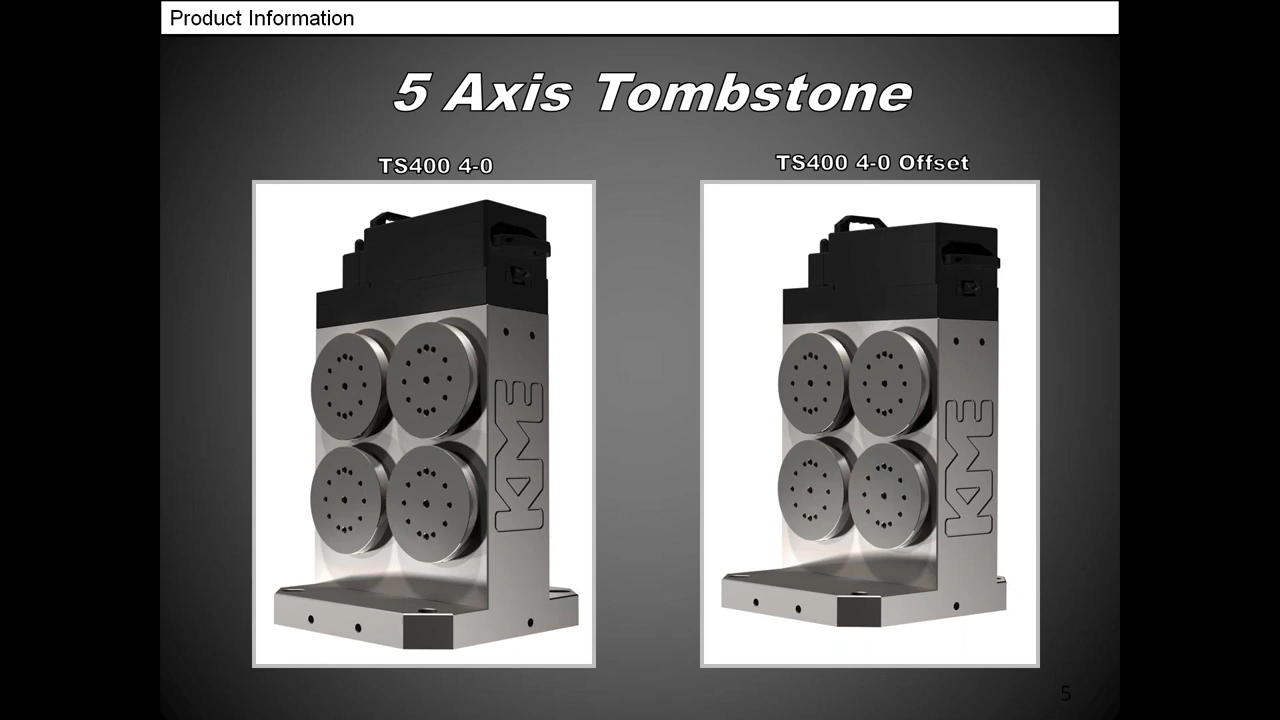 Product Information
5 Axis Tombstone
TS400 4-0
TS400 4-0 Offset
KME
KME
5